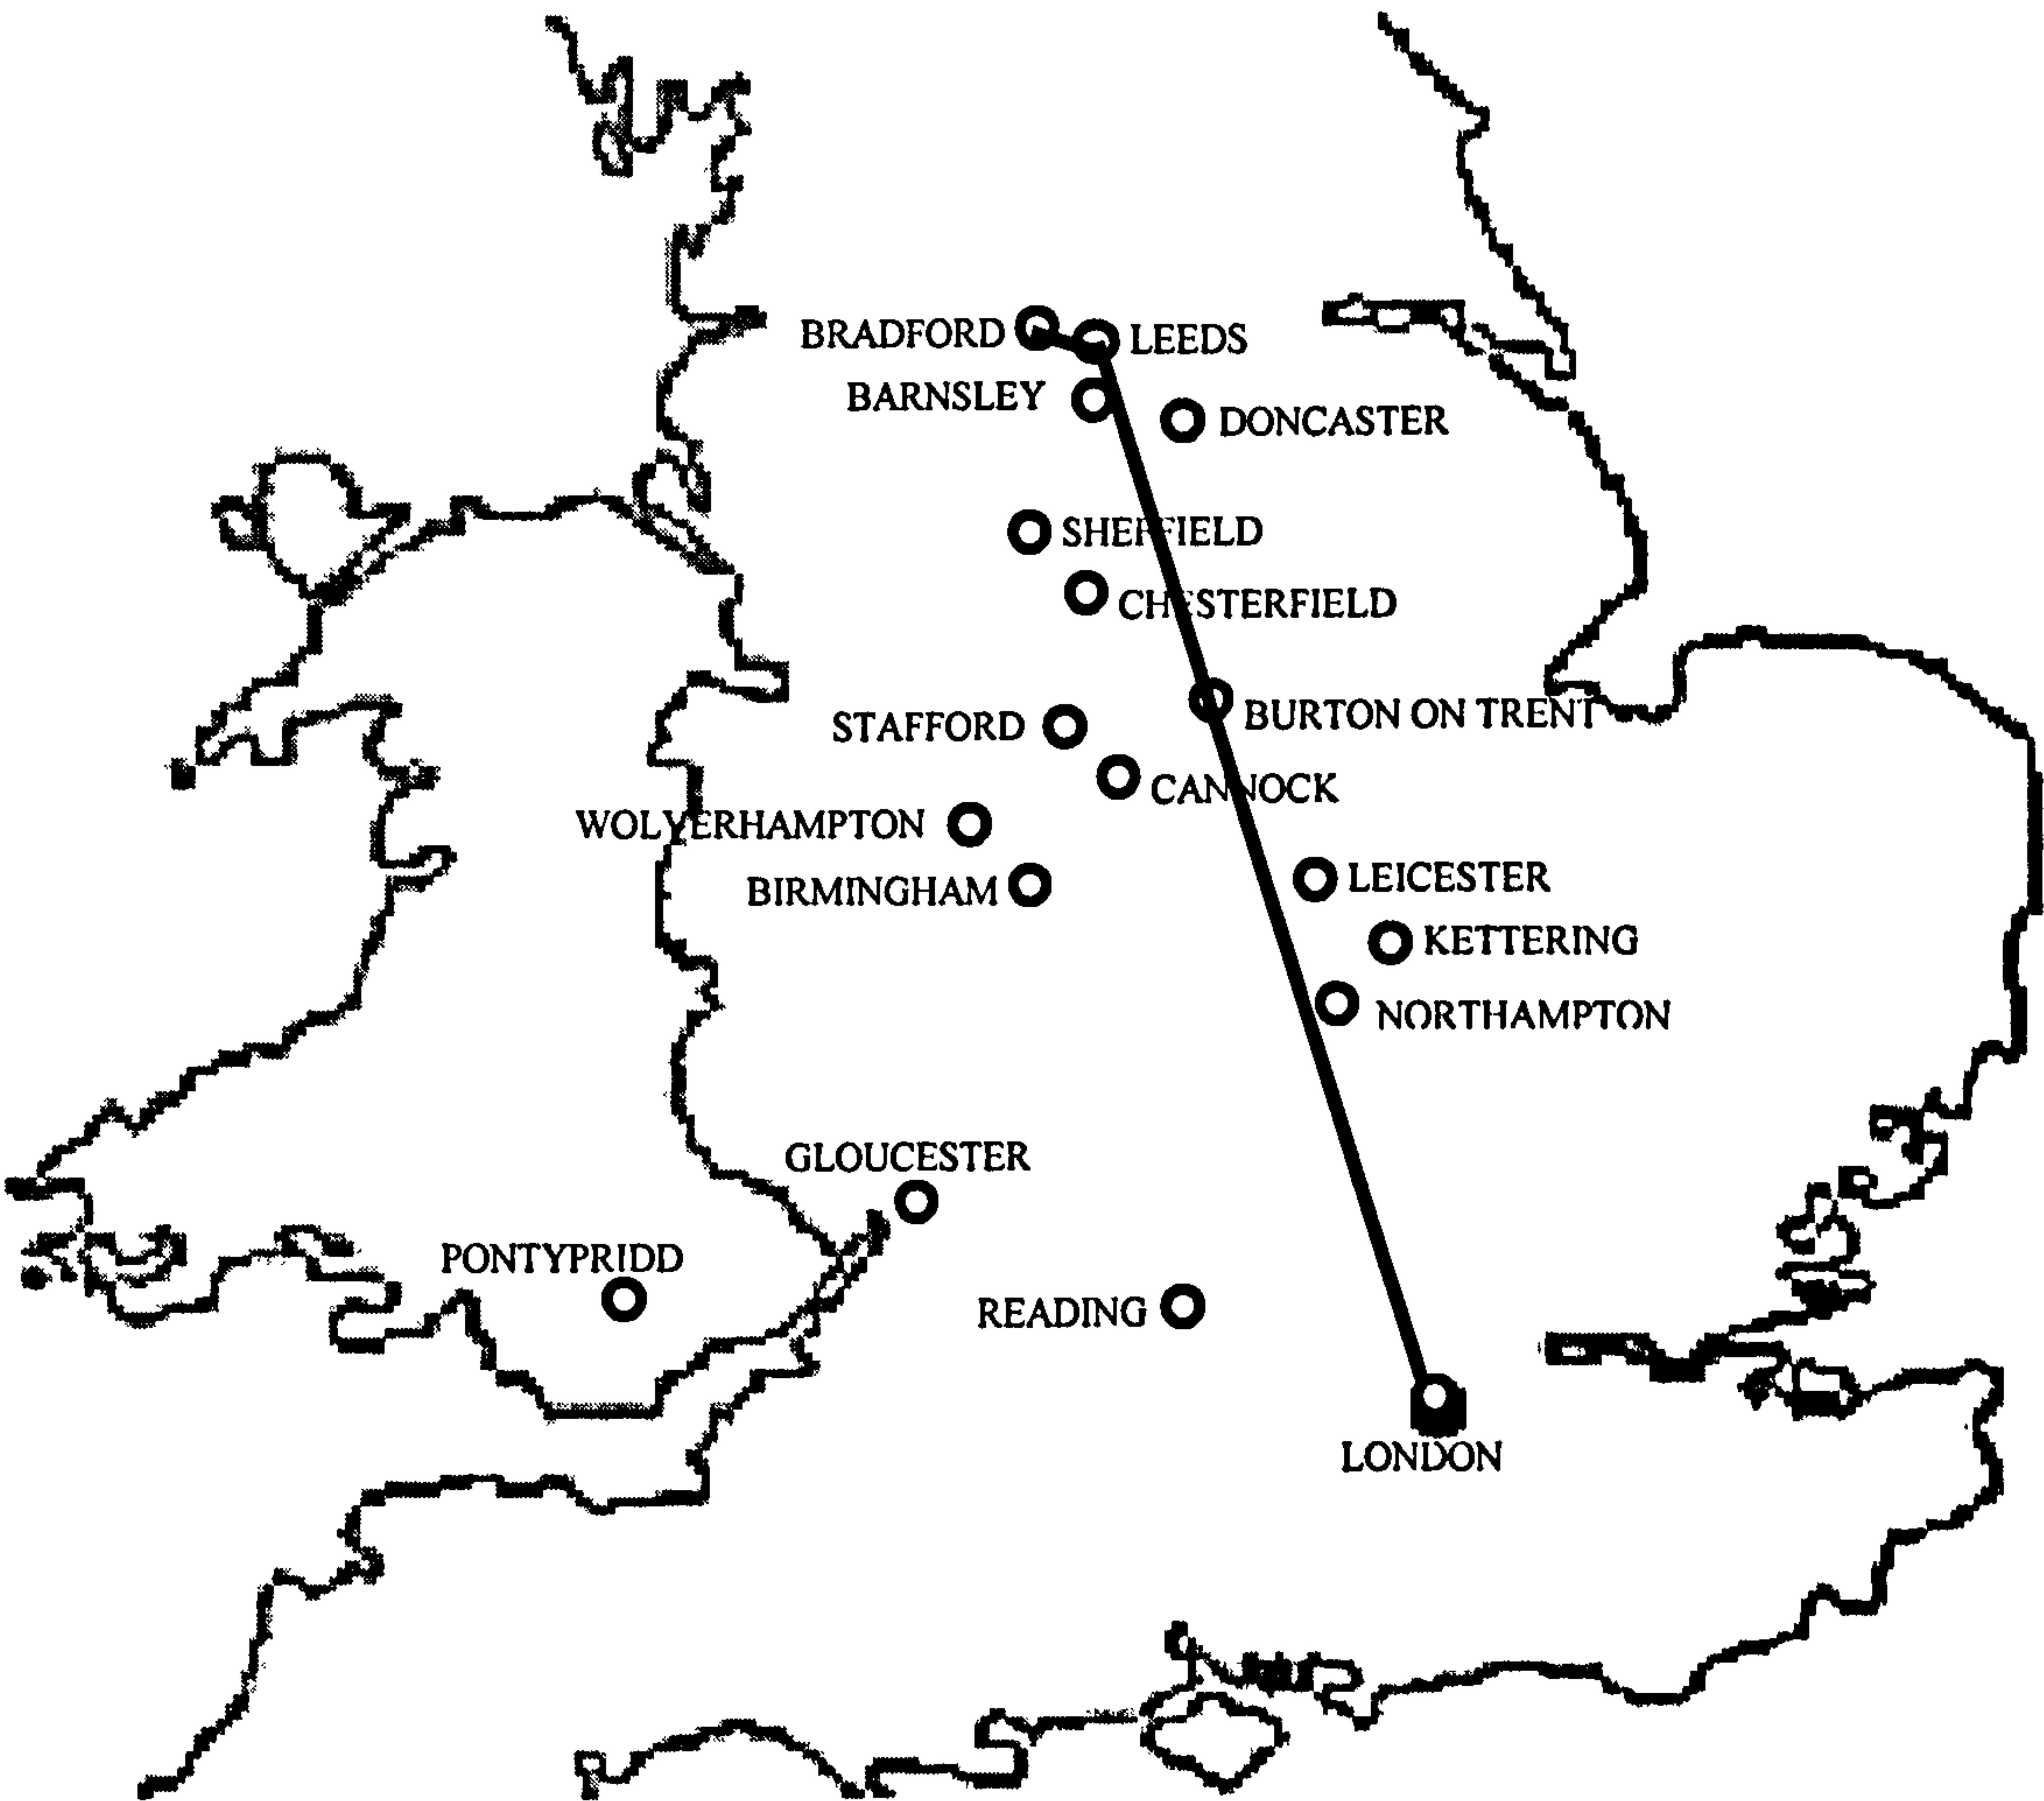 BRADFORD
LEEDS
BARNSLEY
DONCASTER
SHEFFIELD
CHESTERFIELD
BURTON ON TRENT
STAFFORD
CANNOCK
WOLVERHAMPTON
LEICESTER
BIRMINGHAM
KETTERING
NORTHAMPTON
GLOUCESTER
PONTYPRIDD
READING
LONDON